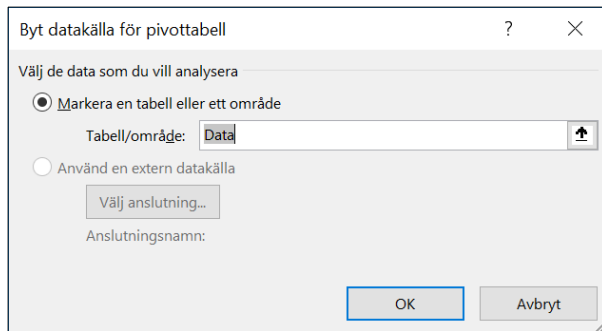 Byt datakälla för pivottabell ?
Välj de data som du vill analysera
Markera en tabell eller ett område
Tabell/område: Data
Använd en extern datakälla
Välj anslutning...
Anslutningsnamn:
OK Avbryt